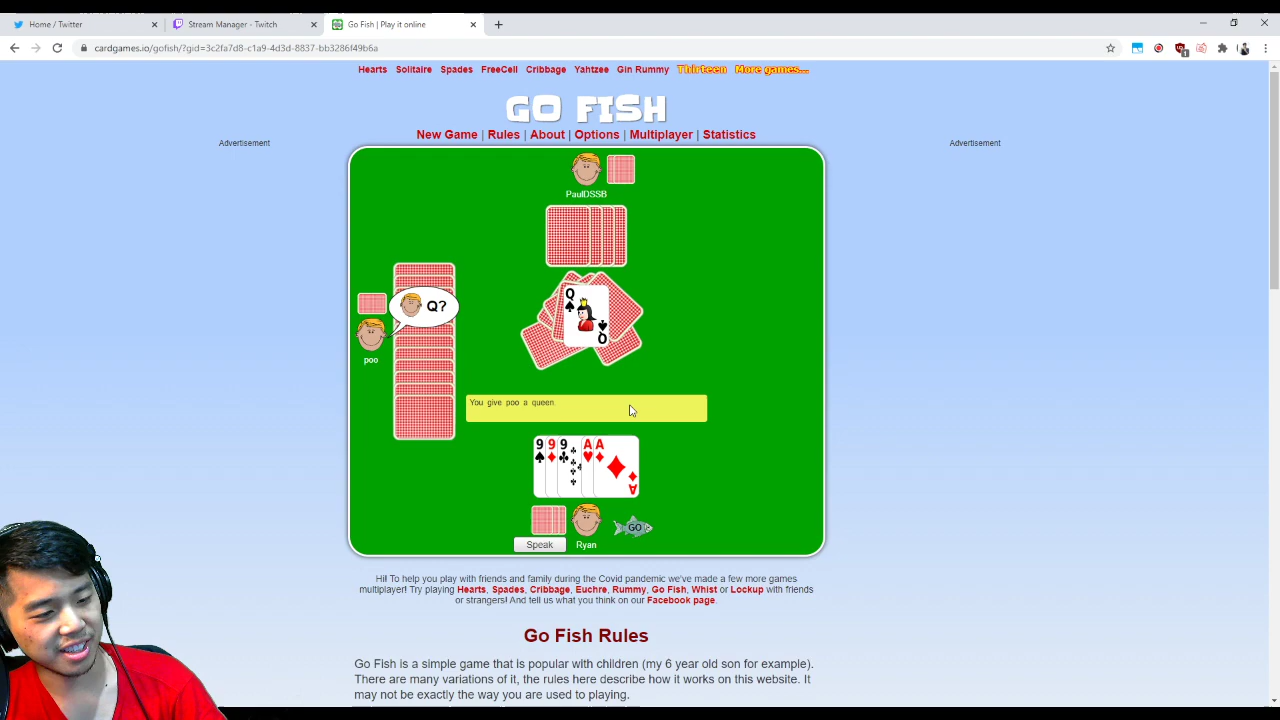 Home / Twitter
Stream Manager - Twitch
Go Fish | Play it online
cardgames.io/gofish/?gid=3c2fa7d8-c1a9-4d3d-8837-bb3286f49b6a
Hearts Solitaire Spades FreeCell Cribbage Yahtzee Gin Rummy Thirteen More games...
GO FISH
New Game | Rules | About | Options | Multiplayer | Statistics
Advertisement
Advertisement
PaulDSSB
Q
Q
Q?
poo
You give poo a queen.
9 9 9 A A
A
GO
Speak
Ryan
Hi! To help you play with friends and family during the Covid pandemic we've made a few more games
multiplayer! Try playing Hearts, Spades, Cribbage, Euchre, Rummy, Go Fish, Whist or Lockup with friends
or strangers! And tell us what you think on our Facebook page.
Go Fish Rules
Go Fish is a simple game that is popular with children (my 6 year old son for example).
There are many variations of it, the rules here describe how it works on this website. It
may not be exactly the way you are used to playing.